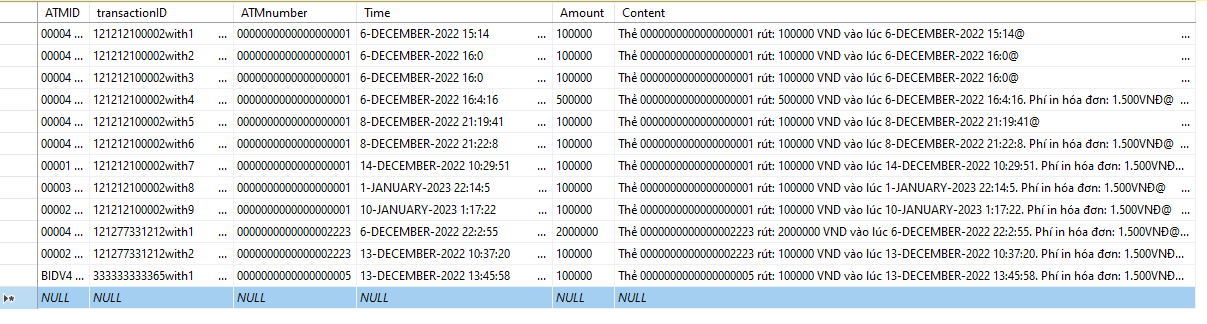 ATMID transactionID ATMnumber Time Amount Content
00004 ... 121212100002with1 ... 0000000000000000001 6-DECEMBER-2022 15:14 ... 100000 Thẻ 0000000000000000001 rút: 100000 VND vào lúc 6-DECEMBER-2022 15:14@ ...
00004 ... 121212100002with2 ... 0000000000000000001 6-DECEMBER-2022 16:0 ... 100000 Thẻ 0000000000000000001 rút: 100000 VND vào lúc 6-DECEMBER-2022 16:0@ ...
00004 ... 121212100002with3 ... 0000000000000000001 6-DECEMBER-2022 16:0 ... 100000 Thẻ 0000000000000000001 rút: 100000 VND vào lúc 6-DECEMBER-2022 16:0@ ...
00004 ... 121212100002with4 ... 0000000000000000001 6-DECEMBER-2022 16:4:16 ... 500000 Thẻ 0000000000000000001 rút: 500000 VND vào lúc 6-DECEMBER-2022 16:4:16. Phí in hóa đơn: 1.500VNĐ@ ...
00004 ... 121212100002with5 ... 0000000000000000001 8-DECEMBER-2022 21:19:41 ... 100000 Thẻ 0000000000000000001 rút: 100000 VND vào lúc 8-DECEMBER-2022 21:19:41@ ...
00004 ... 121212100002with6 ... 0000000000000000001 8-DECEMBER-2022 21:22:8 ... 100000 Thẻ 0000000000000000001 rút: 100000 VND vào lúc 8-DECEMBER-2022 21:22:8. Phí in hóa đơn: 1.500VNĐ@ ...
00001 ... 121212100002with7 ... 0000000000000000001 14-DECEMBER-2022 10:29:51 ... 100000 Thẻ 0000000000000000001 rút: 100000 VND vào lúc 14-DECEMBER-2022 10:29:51. Phí in hóa đơn: 1.500VNĐ...
00003 ... 121212100002with8 ... 0000000000000000001 1-JANUARY-2023 22:14:5 ... 100000 Thẻ 0000000000000000001 rút: 100000 VND vào lúc 1-JANUARY-2023 22:14:5. Phí in hóa đơn: 1.500VNĐ@ ...
00002 ... 121212100002with9 ... 0000000000000000001 10-JANUARY-2023 1:17:22 ... 100000 Thẻ 0000000000000000001 rút: 100000 VND vào lúc 10-JANUARY-2023 1:17:22. Phí in hóa đơn: 1.500VNĐ@ ...
00004 ... 121277331212with1 ... 0000000000000002223 6-DECEMBER-2022 22:2:55 ... 2000000 Thẻ 0000000000000002223 rút: 2000000 VND vào lúc 6-DECEMBER-2022 22:2:55. Phí in hóa đơn: 1.500VNĐ@...
00002 ... 121277331212with2 ... 0000000000000002223 13-DECEMBER-2022 10:37:20 ... 100000 Thẻ 0000000000000002223 rút: 100000 VND vào lúc 13-DECEMBER-2022 10:37:20. Phí in hóa đơn: 1.500VNĐ...
BIDV4 ... 333333333365with1 ... 0000000000000000005 13-DECEMBER-2022 13:45:58 ... 100000 Thẻ 0000000000000000005 rút: 100000 VND vào lúc 13-DECEMBER-2022 13:45:58. Phí in hóa đơn: 1.500VNĐ...
NULL NULL NULL NULL NULL NULL